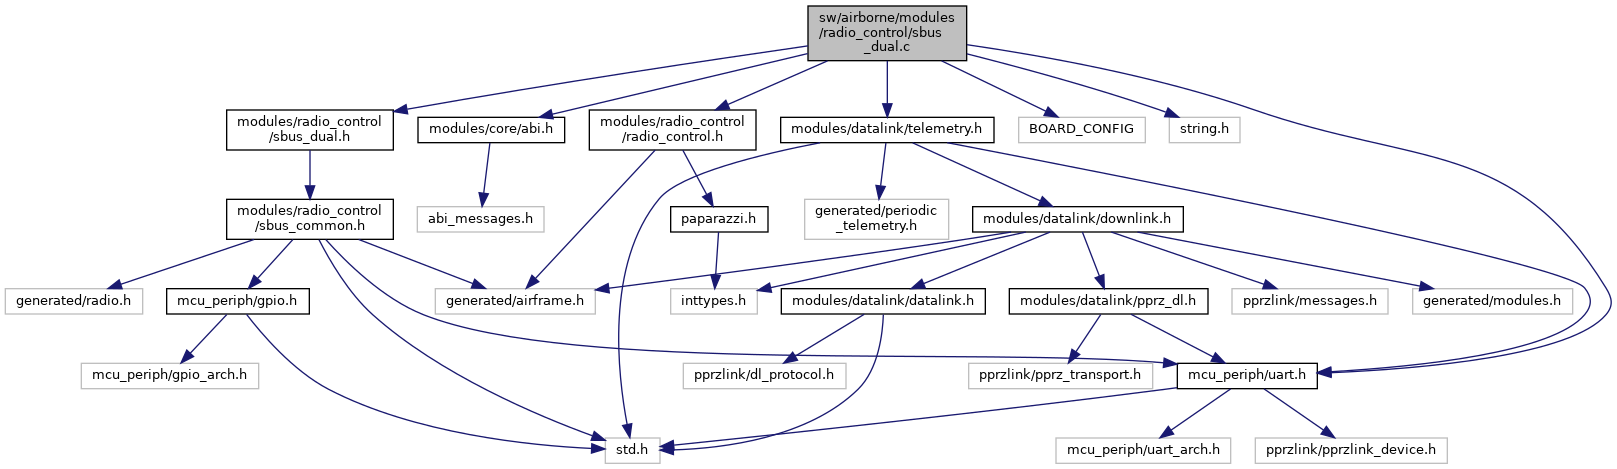 sw/airborne/modules
/radio_control/sbus
_dual.c
modules/radio_control
/sbus_dual.h
modules/core/abi.h
modules/radio_control
/radio_control.h
modules/datalink/telemetry.h
BOARD_CONFIG
string.h
modules/radio_control
/sbus_common.h
abi_messages.h
paparazzi.h
generated/periodic
_telemetry.h
modules/datalink/downlink.h
generated/radio.h
mcu_periph/gpio.h
generated/airframe.h
inttypes.h
modules/datalink/datalink.h
modules/datalink/pprz_dl.h
pprzlink/messages.h
generated/modules.h
mcu_periph/gpio_arch.h
pprzlink/dl_protocol.h
pprzlink/pprz_transport.h
mcu_periph/uart.h
std.h
mcu_periph/uart_arch.h
pprzlink/pprzlink_device.h